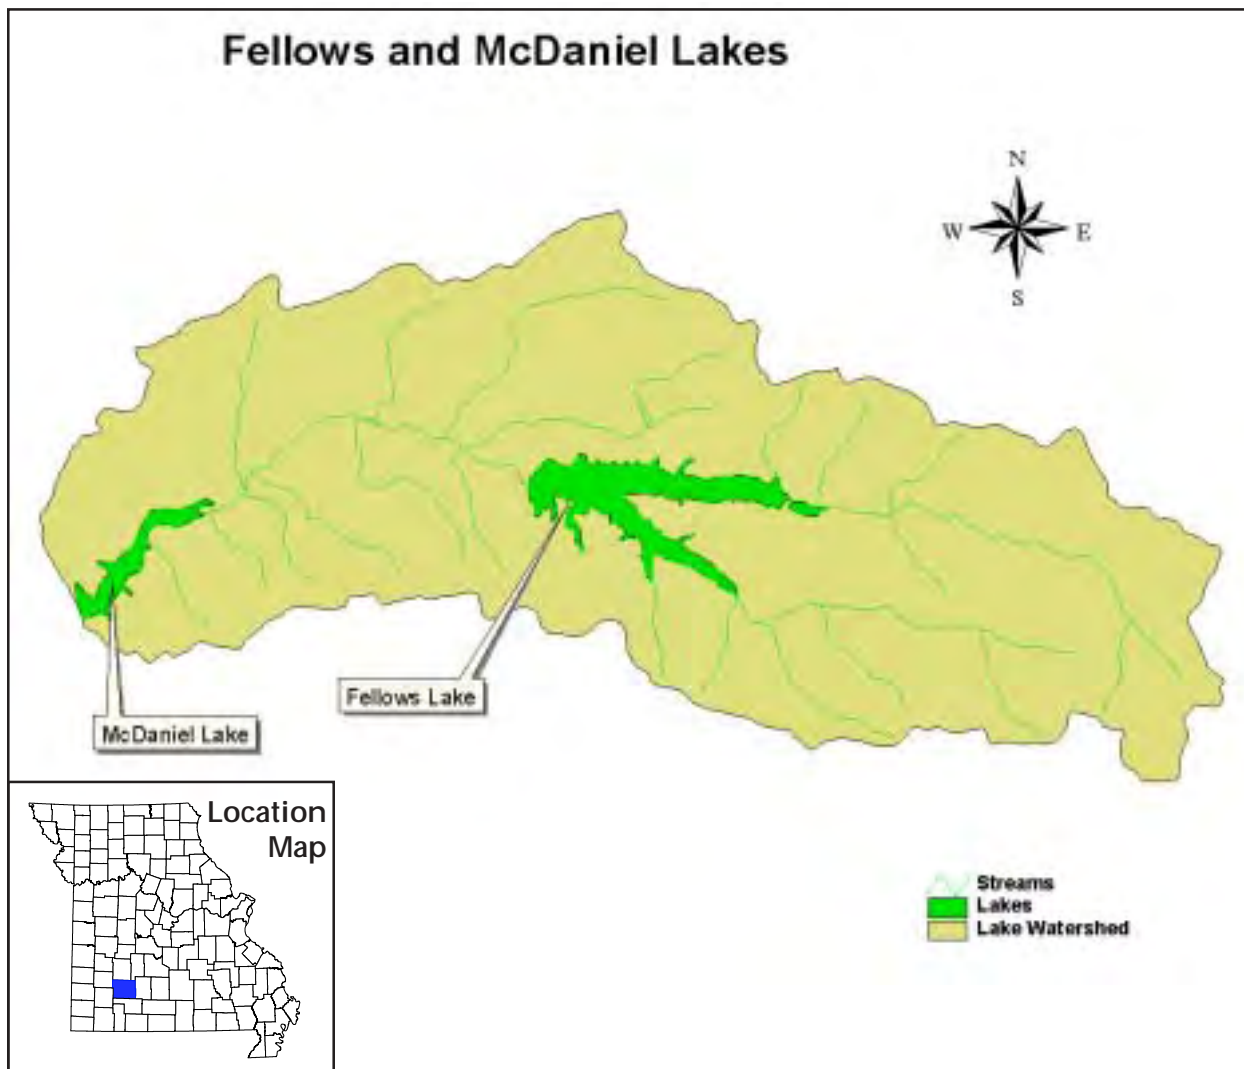 Fellows and McDaniel Lakes
N
W E
S
Fellows Lake
McDaniel Lake
Location
Map
Streams
Lakes
Lake Watershed